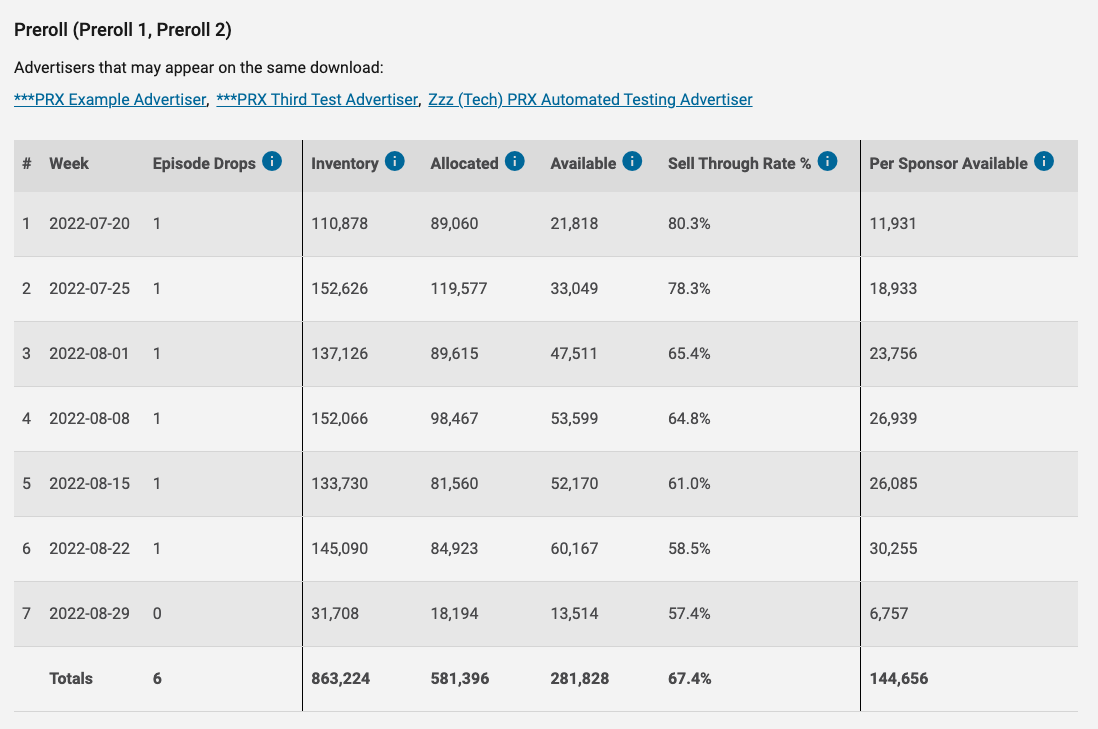 Preroll (Preroll 1, Preroll 2)
Advertisers that may appear on the same download:
***PRX Example Advertiser, ***PRX Third Test Advertiser, Zzz (Tech) PRX Automated Testing Advertiser
# Week Episode Drops i Inventory i Allocated i Available i Sell Through Rate % i Per Sponsor Available i
1 2022-07-20 1 110,878 89,060 21,818 80.3% 11,931
2 2022-07-25 1 152,626 119,577 33,049 78.3% 18,933
3 2022-08-01 1 137,126 89,615 47,511 65.4% 23,756
4 2022-08-08 1 152,066 98,467 53,599 64.8% 26,939
5 2022-08-15 1 133,730 81,560 52,170 61.0% 26,085
6 2022-08-22 1 145,090 84,923 60,167 58.5% 30,255
7 2022-08-29 0 31,708 18,194 13,514 57.4% 6,757
Totals 6 863,224 581,396 281,828 67.4% 144,656